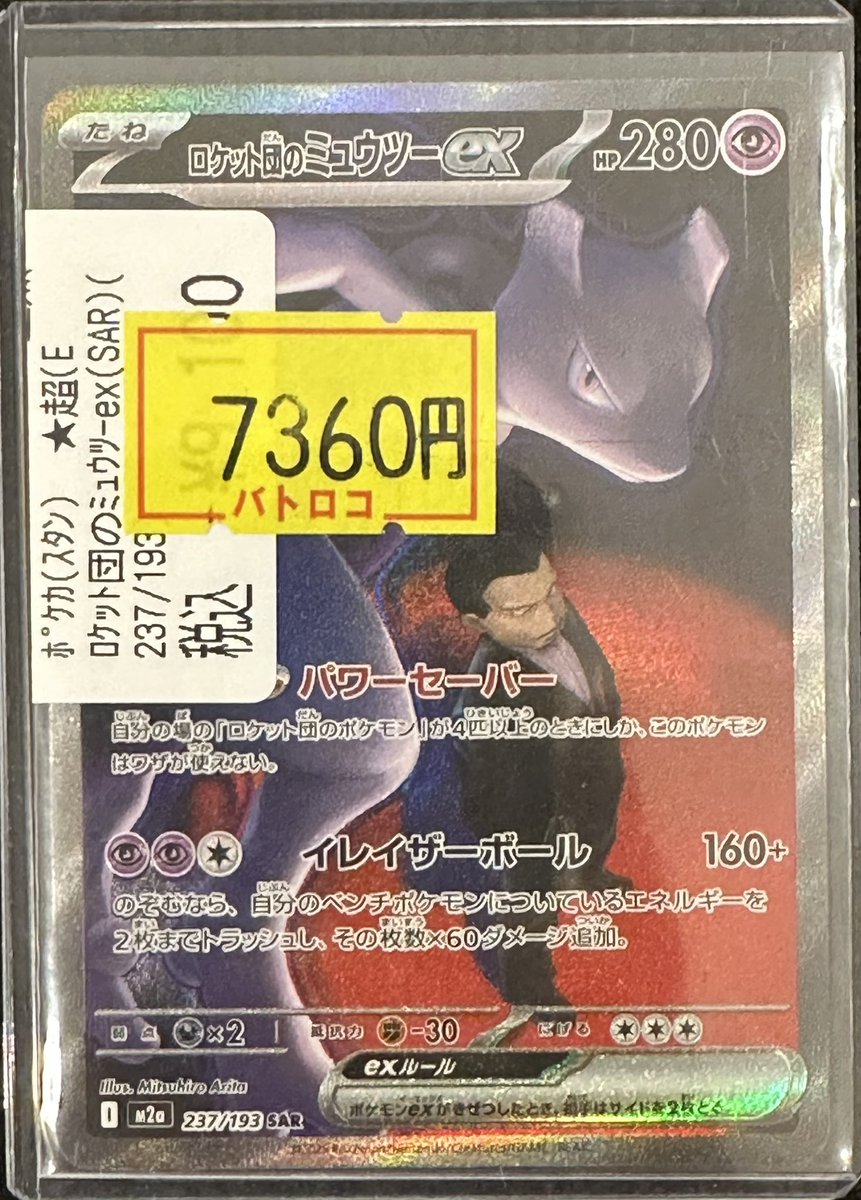 たね
ロケット団のミュウツーex
HP280
ポケカ(スタン) ★超(E
ロケット団のミュウツーex(SAR)(
237/193
税込
7360円
バトロコ
パワーセーバー
自分の場の「ロケット団のポケモン」が4匹以上のときにしか、このポケモン
はワザが使えない。
イレイザーボール 160+
のぞむなら、自分のベンチポケモンについているエネルギーを
2枚までトラッシュし、その枚数×60ダメージ追加。
弱点 ×2 抵抗力 -30 にげる
exルール
ポケモンexがきぜつしたとき、相手はサイドを2枚とる。
Illus. Mitsuhiro Arita
I M2a 237/193 SAR